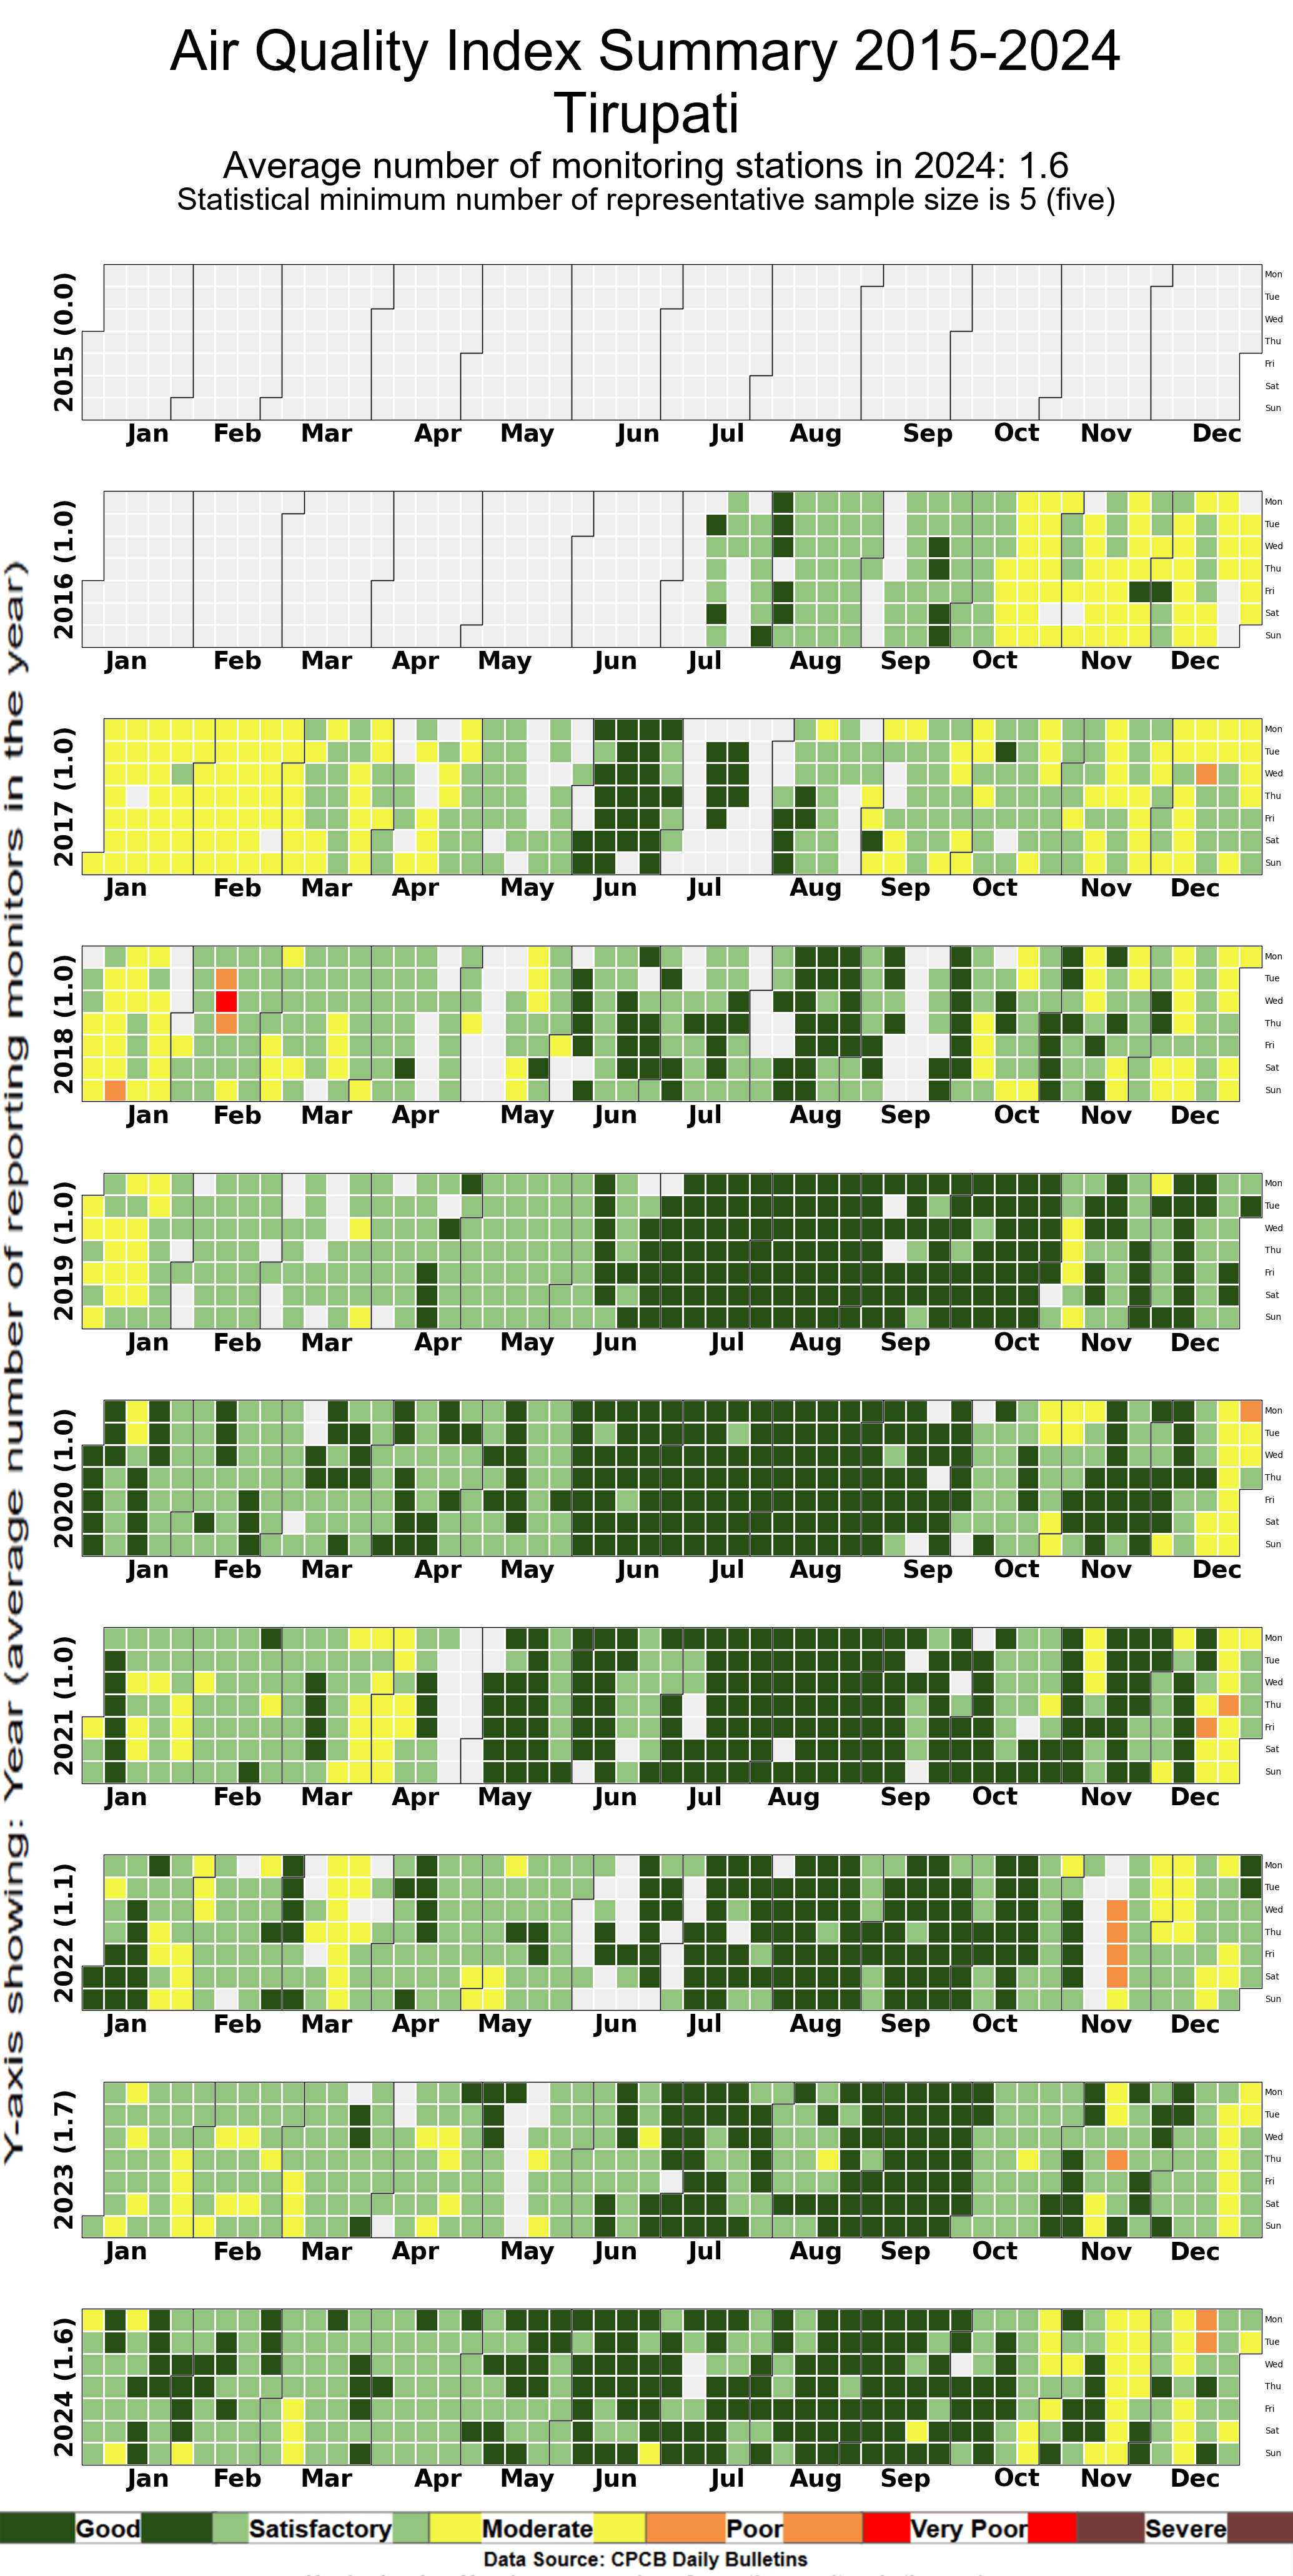 Air Quality Index Summary 2015-2024
Tirupati
Average number of monitoring stations in 2024: 1.6
Statistical minimum number of representative sample size is 5 (five)
Y-axis showing: Year (average number of reporting monitors in the year)
2015 (0.0)
Mon
Tue
Wed
Thu
Fri
Sat
Sun
Jan Feb Mar Apr May Jun Jul Aug Sep Oct Nov Dec
2016 (1.0)
Mon
Tue
Wed
Thu
Fri
Sat
Sun
Jan Feb Mar Apr May Jun Jul Aug Sep Oct Nov Dec
2017 (1.0)
Mon
Tue
Wed
Thu
Fri
Sat
Sun
Jan Feb Mar Apr May Jun Jul Aug Sep Oct Nov Dec
2018 (1.0)
Mon
Tue
Wed
Thu
Fri
Sat
Sun
Jan Feb Mar Apr May Jun Jul Aug Sep Oct Nov Dec
2019 (1.0)
Mon
Tue
Wed
Thu
Fri
Sat
Sun
Jan Feb Mar Apr May Jun Jul Aug Sep Oct Nov Dec
2020 (1.0)
Mon
Tue
Wed
Thu
Fri
Sat
Sun
Jan Feb Mar Apr May Jun Jul Aug Sep Oct Nov Dec
2021 (1.0)
Mon
Tue
Wed
Thu
Fri
Sat
Sun
Jan Feb Mar Apr May Jun Jul Aug Sep Oct Nov Dec
2022 (1.1)
Mon
Tue
Wed
Thu
Fri
Sat
Sun
Jan Feb Mar Apr May Jun Jul Aug Sep Oct Nov Dec
2023 (1.7)
Mon
Tue
Wed
Thu
Fri
Sat
Sun
Jan Feb Mar Apr May Jun Jul Aug Sep Oct Nov Dec
2024 (1.6)
Mon
Tue
Wed
Thu
Fri
Sat
Sun
Jan Feb Mar Apr May Jun Jul Aug Sep Oct Nov Dec
Good Satisfactory Moderate Poor Very Poor Severe
Data Source: CPCB Daily Bulletins